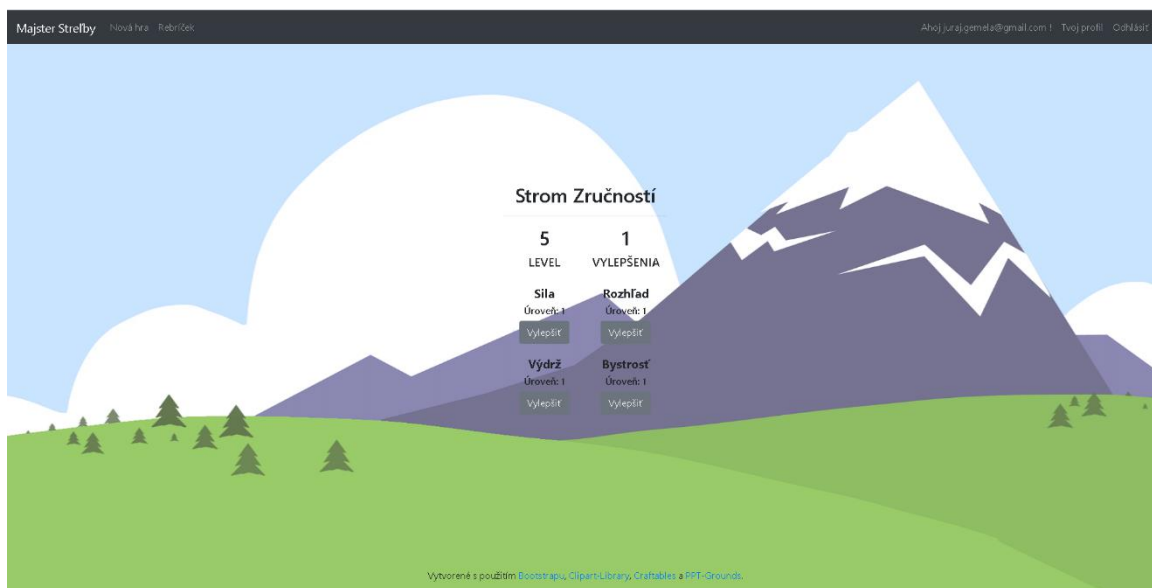 Majster Streľby Nová hra Rebríček Ahoj juraj.gemela@gmail.com ! Tvoj profil Odhlásiť
Strom Zručností
5 1
LEVEL VYLEPŠENIA
Sila Rozhľad
Úroveň: 1 Úroveň: 1
Vylepšiť Vylepšiť
Výdrž Bystrosť
Úroveň: 1 Úroveň: 1
Vylepšiť Vylepšiť
Vytvorené s použitím Bootstrapu, Clipart-Library, Craftables a PPT-Grounds.